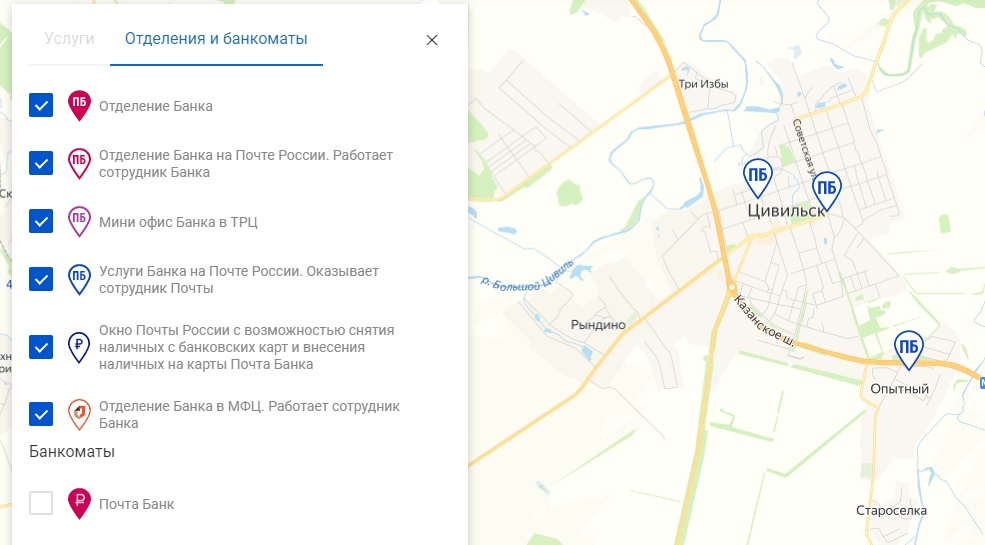 Услуги
Отделения и банкоматы
ПБ
Отделение Банка
ПБ
Отделение Банка на Почте России. Работает
сотрудник Банка
ПБ
Мини офис Банка в ТРЦ
ПБ
Услуги Банка на Почте России. Оказывает
сотрудник Почты
₽
Окно Почты России с возможностью снятия
наличных с банковских карт и внесения
наличных на карты Почта Банка
Отделение Банка в МФЦ. Работает сотрудник
Банка
Банкоматы
₽
Почта Банк
Три Избы
Советская ул.
ПБ
ПБ
Цивильск
р. Большой Цивиль
Рындино
Казанское ш.
ПБ
Опытный
Староселка